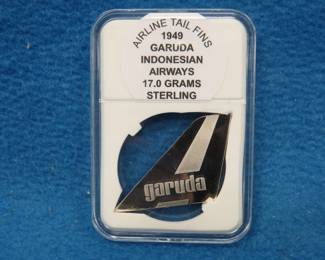 AIRLINE TAIL FINS
1949
GARUDA
INDONESIAN
AIRWAYS
17.0 GRAMS
STERLING
garuda